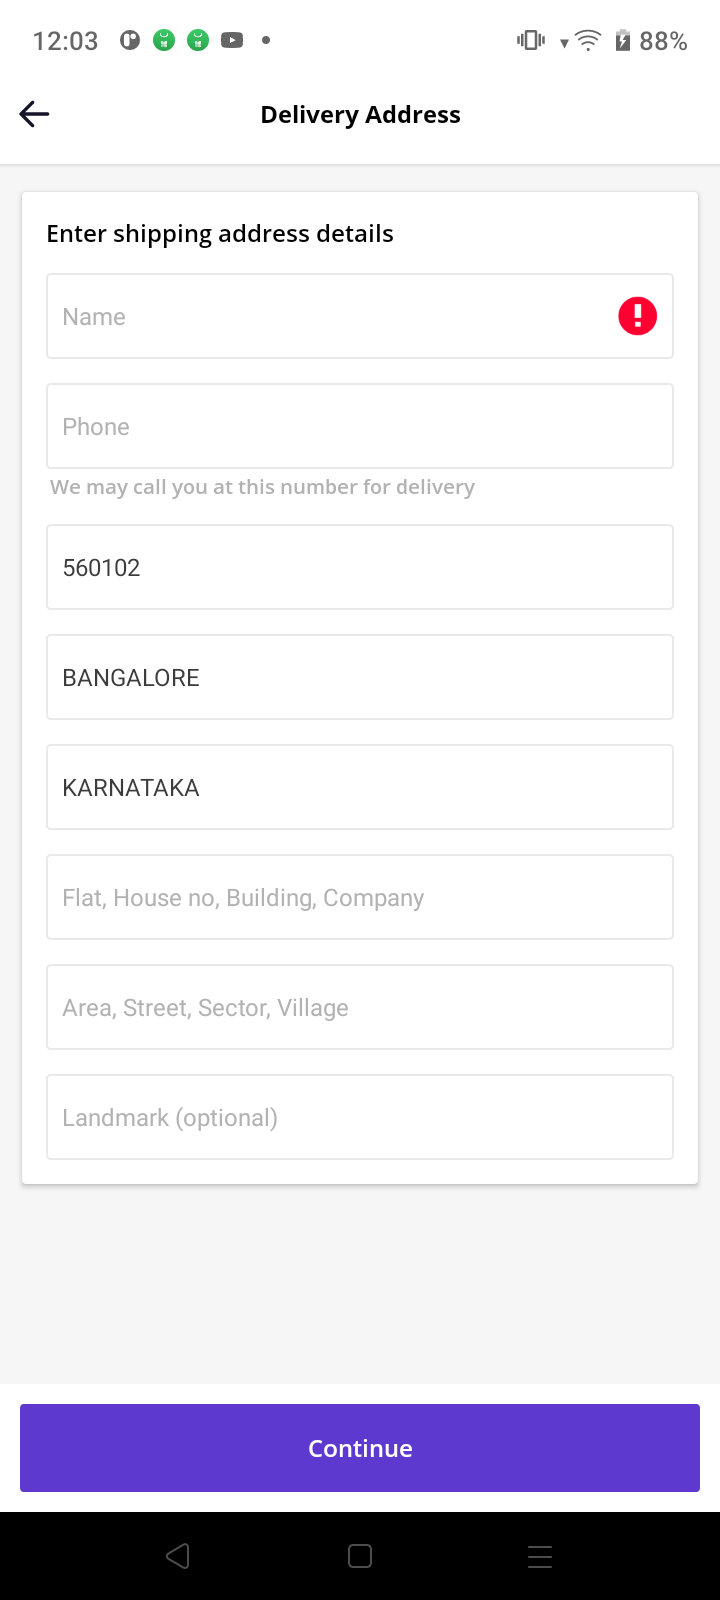 12:03
88%
Delivery Address
Enter shipping address details
Name
Phone
We may call you at this number for delivery
560102
BANGALORE
KARNATAKA
Flat, House no, Building, Company
Area, Street, Sector, Village
Landmark (optional)
Continue